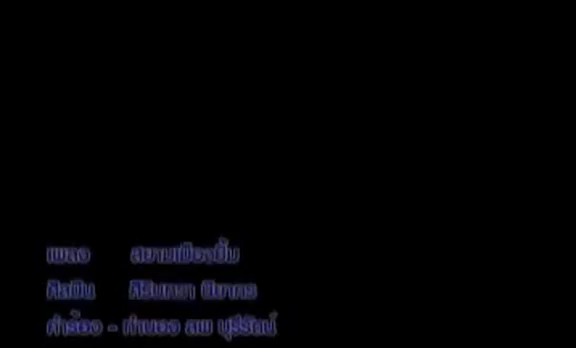 เพลง สยามเมืองยิ้ม
ศิลปิน ศิรินทรา นิยากร
คำร้อง - ทำนอง ลพ บุรีรัตน์